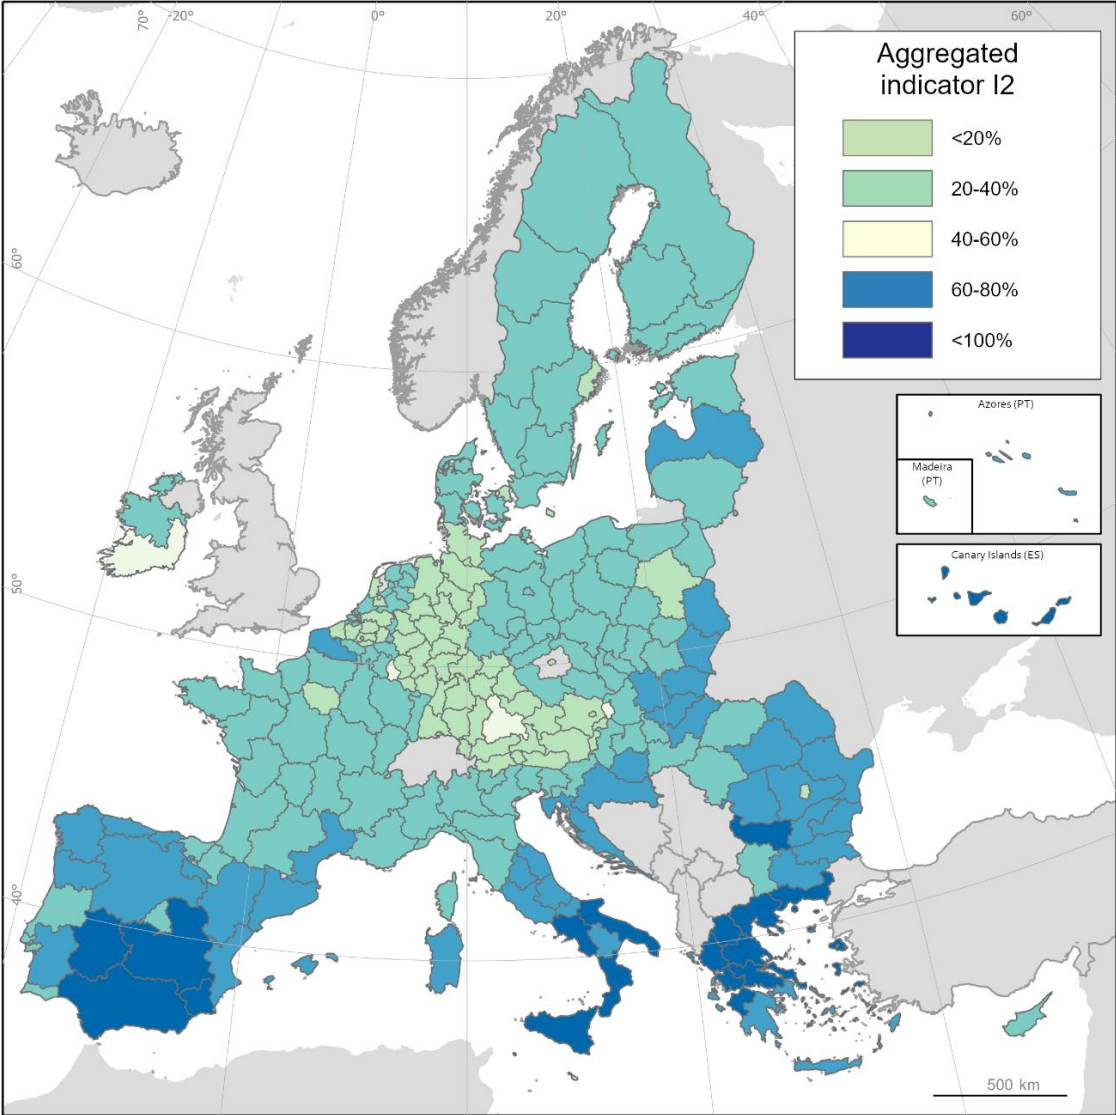 70°
-20°
0°
20°
40°
60°
60°
50°
40°
Aggregated
indicator I2
<20%
20-40%
40-60%
60-80%
<100%
Azores (PT)
Madeira
(PT)
Canary Islands (ES)
500 km